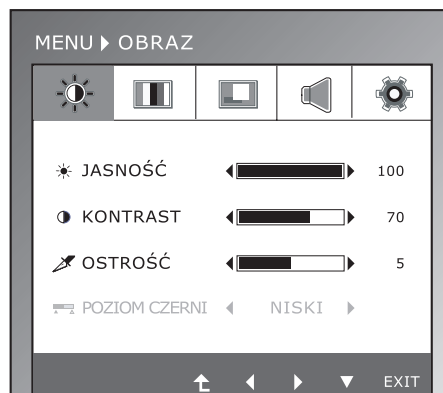 MENU OBRAZ
JASNOŚĆ 100
KONTRAST 70
OSTROŚĆ 5
POZIOM CZERNI NISKI
EXIT